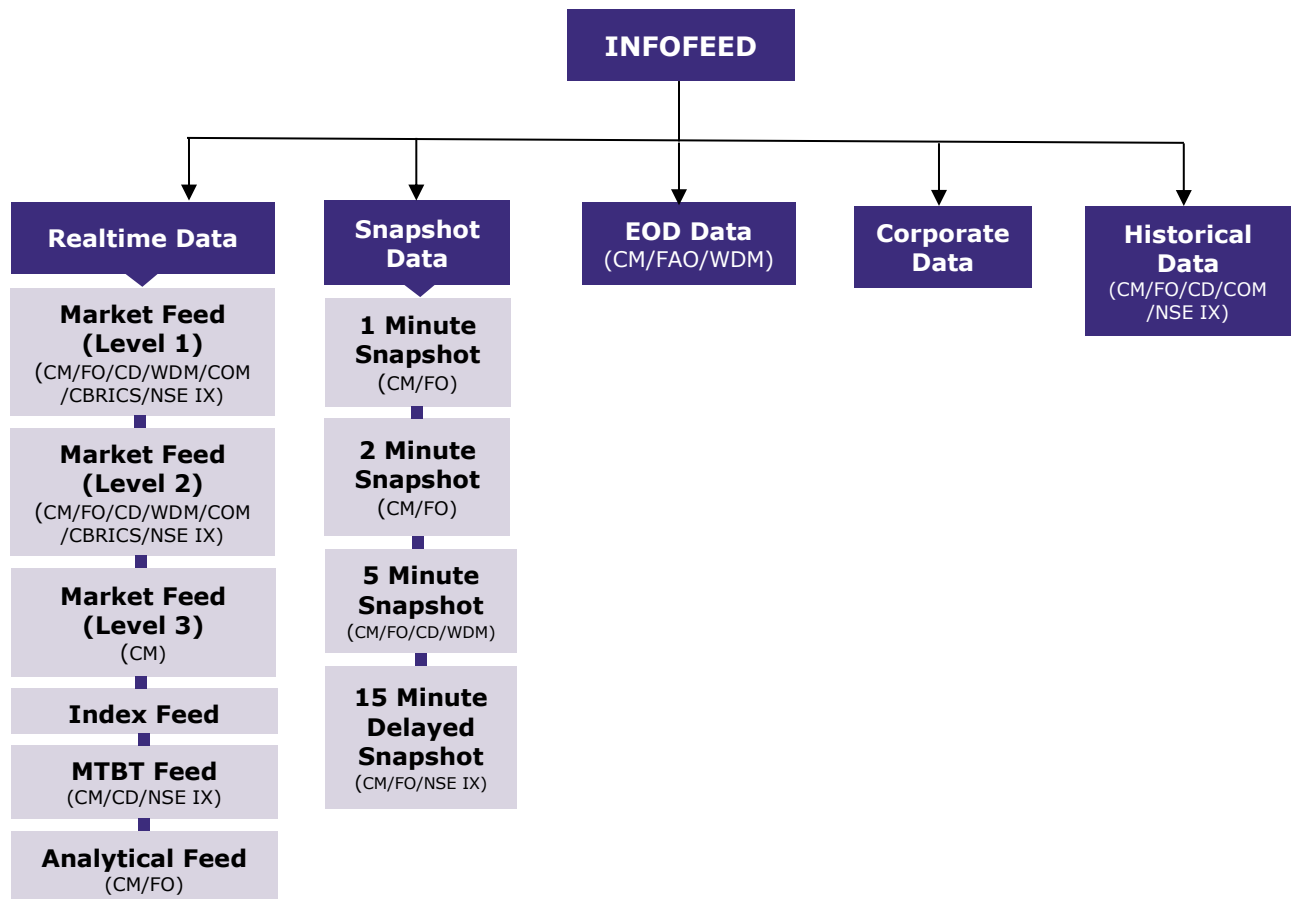 INFOFEED
Realtime Data
Market Feed
(Level 1)
(CM/FO/CD/WDM/COM
/CBRICS/NSE IX)
Market Feed
(Level 2)
(CM/FO/CD/WDM/COM
/CBRICS/NSE IX)
Market Feed
(Level 3)
(CM)
Index Feed
MTBT Feed
(CM/CD/NSE IX)
Analytical Feed
(CM/FO)
Snapshot
Data
1 Minute
Snapshot
(CM/FO)
2 Minute
Snapshot
(CM/FO)
5 Minute
Snapshot
(CM/FO/CD/WDM)
15 Minute
Delayed
Snapshot
(CM/FO/NSE IX)
EOD Data
(CM/FAO/WDM)
Corporate
Data
Historical
Data
(CM/FO/CD/COM
/NSE IX)